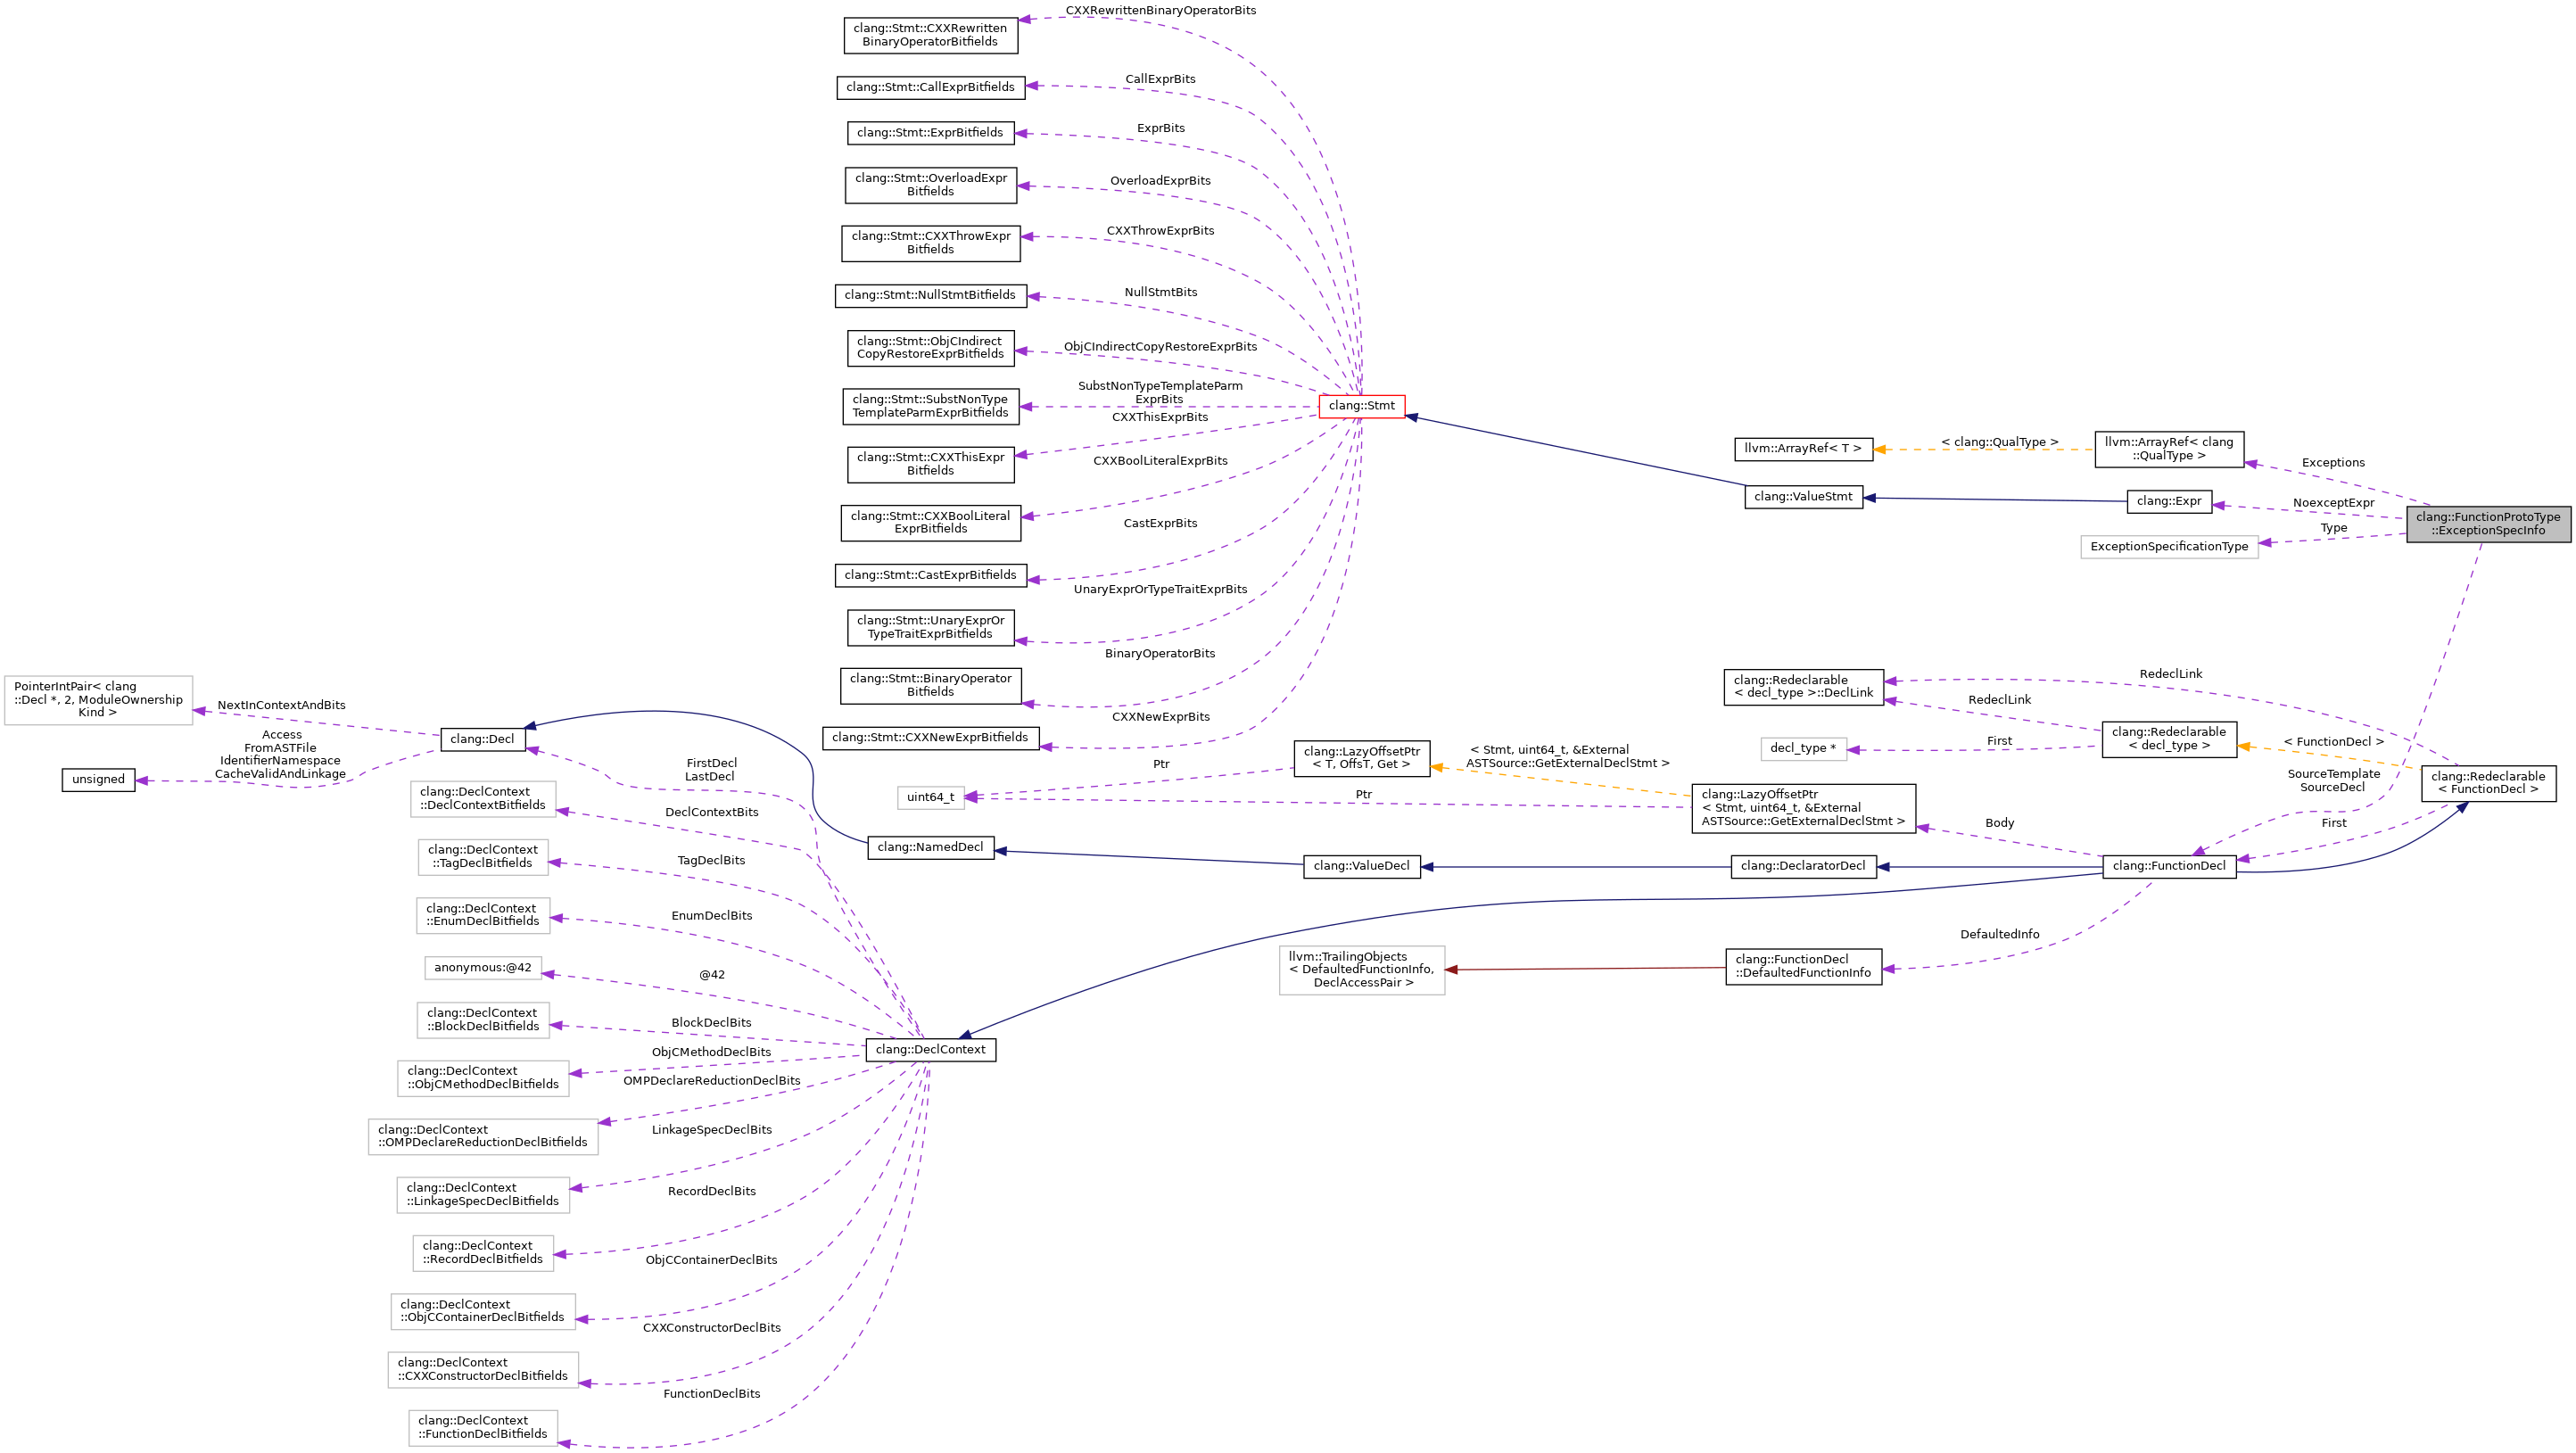 CXXRewrittenBinaryOperatorBits
clang::Stmt::CXXRewritten
BinaryOperatorBitfields
CallExprBits
clang::Stmt::CallExprBitfields
ExprBits
clang::Stmt::ExprBitfields
OverloadExprBits
clang::Stmt::OverloadExpr
Bitfields
CXXThrowExprBits
clang::Stmt::CXXThrowExpr
Bitfields
NullStmtBits
clang::Stmt::NullStmtBitfields
ObjCIndirectCopyRestoreExprBits
clang::Stmt::ObjCIndirect
CopyRestoreExprBitfields
SubstNonTypeTemplateParm
ExprBits
clang::Stmt::SubstNonType
TemplateParmExprBitfields
clang::Stmt
CXXThisExprBits
clang::Stmt::CXXThisExpr
Bitfields
CXXBoolLiteralExprBits
clang::Stmt::CXXBoolLiteral
ExprBitfields
CastExprBits
clang::Stmt::CastExprBitfields
UnaryExprOrTypeTraitExprBits
clang::Stmt::UnaryExprOr
TypeTraitExprBitfields
BinaryOperatorBits
clang::Stmt::BinaryOperator
Bitfields
CXXNewExprBits
clang::Stmt::CXXNewExprBitfields
llvm::ArrayRef< T >
< clang::QualType >
llvm::ArrayRef< clang
::QualType >
Exceptions
clang::ValueStmt
clang::Expr
NoexceptExpr
clang::FunctionProtoType
::ExceptionSpecInfo
Type
ExceptionSpecificationType
clang::Redeclarable
< decl_type >::DeclLink
RedeclLink
RedeclLink
clang::Redeclarable
< decl_type >
decl_type *
First
< FunctionDecl >
SourceTemplate
SourceDecl
clang::Redeclarable
< FunctionDecl >
First
PointerIntPair< clang
::Decl *, 2, ModuleOwnership
Kind >
NextInContextAndBits
Access
FromASTFile
IdentifierNamespace
CacheValidAndLinkage
unsigned
clang::Decl
FirstDecl
LastDecl
clang::LazyOffsetPtr
< T, OffsT, Get >
< Stmt, uint64_t, &External
ASTSource::GetExternalDeclStmt >
Ptr
uint64_t
Ptr
clang::LazyOffsetPtr
< Stmt, uint64_t, &External
ASTSource::GetExternalDeclStmt >
Body
clang::NamedDecl
clang::ValueDecl
clang::DeclaratorDecl
clang::FunctionDecl
DefaultedInfo
llvm::TrailingObjects
< DefaultedFunctionInfo,
DeclAccessPair >
clang::FunctionDecl
::DefaultedFunctionInfo
clang::DeclContext
::DeclContextBitfields
DeclContextBits
clang::DeclContext
::TagDeclBitfields
TagDeclBits
clang::DeclContext
::EnumDeclBitfields
EnumDeclBits
anonymous:@42
@42
clang::DeclContext
::BlockDeclBitfields
BlockDeclBits
clang::DeclContext
clang::DeclContext
::ObjCMethodDeclBitfields
ObjCMethodDeclBits
clang::DeclContext
::OMPDeclareReductionDeclBitfields
OMPDeclareReductionDeclBits
clang::DeclContext
::LinkageSpecDeclBitfields
LinkageSpecDeclBits
clang::DeclContext
::RecordDeclBitfields
RecordDeclBits
clang::DeclContext
::ObjCContainerDeclBitfields
ObjCContainerDeclBits
clang::DeclContext
::CXXConstructorDeclBitfields
CXXConstructorDeclBits
clang::DeclContext
::FunctionDeclBitfields
FunctionDeclBits